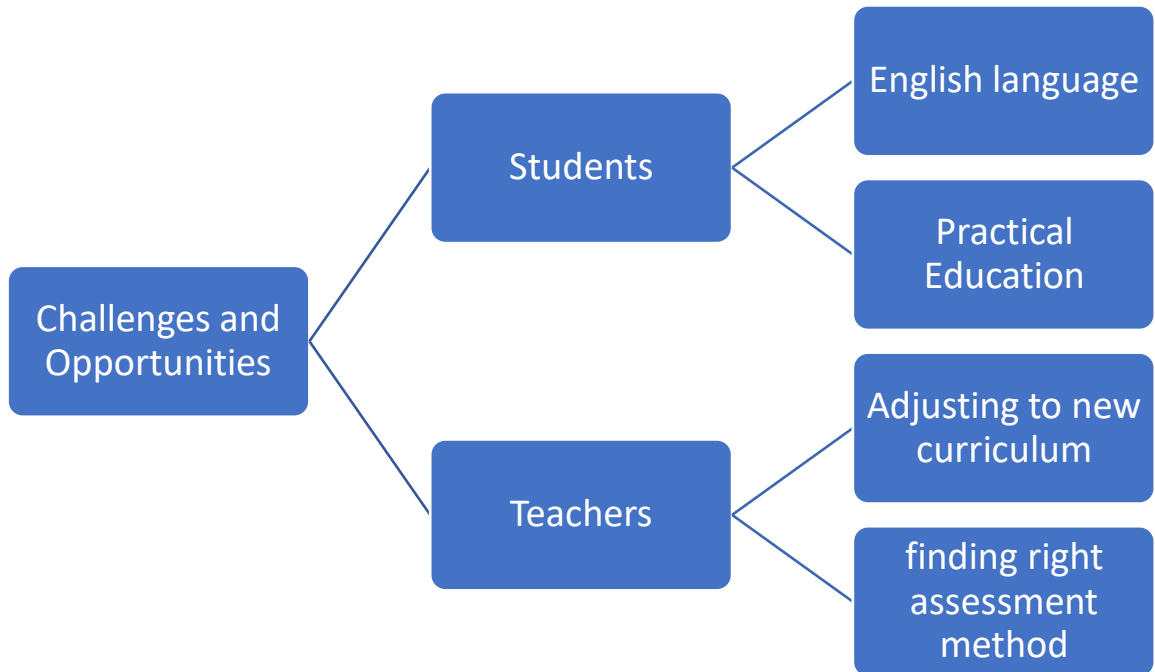 Challenges and
Opportunities
Students
English language
Practical
Education
Teachers
Adjusting to new
curriculum
finding right
assessment
method